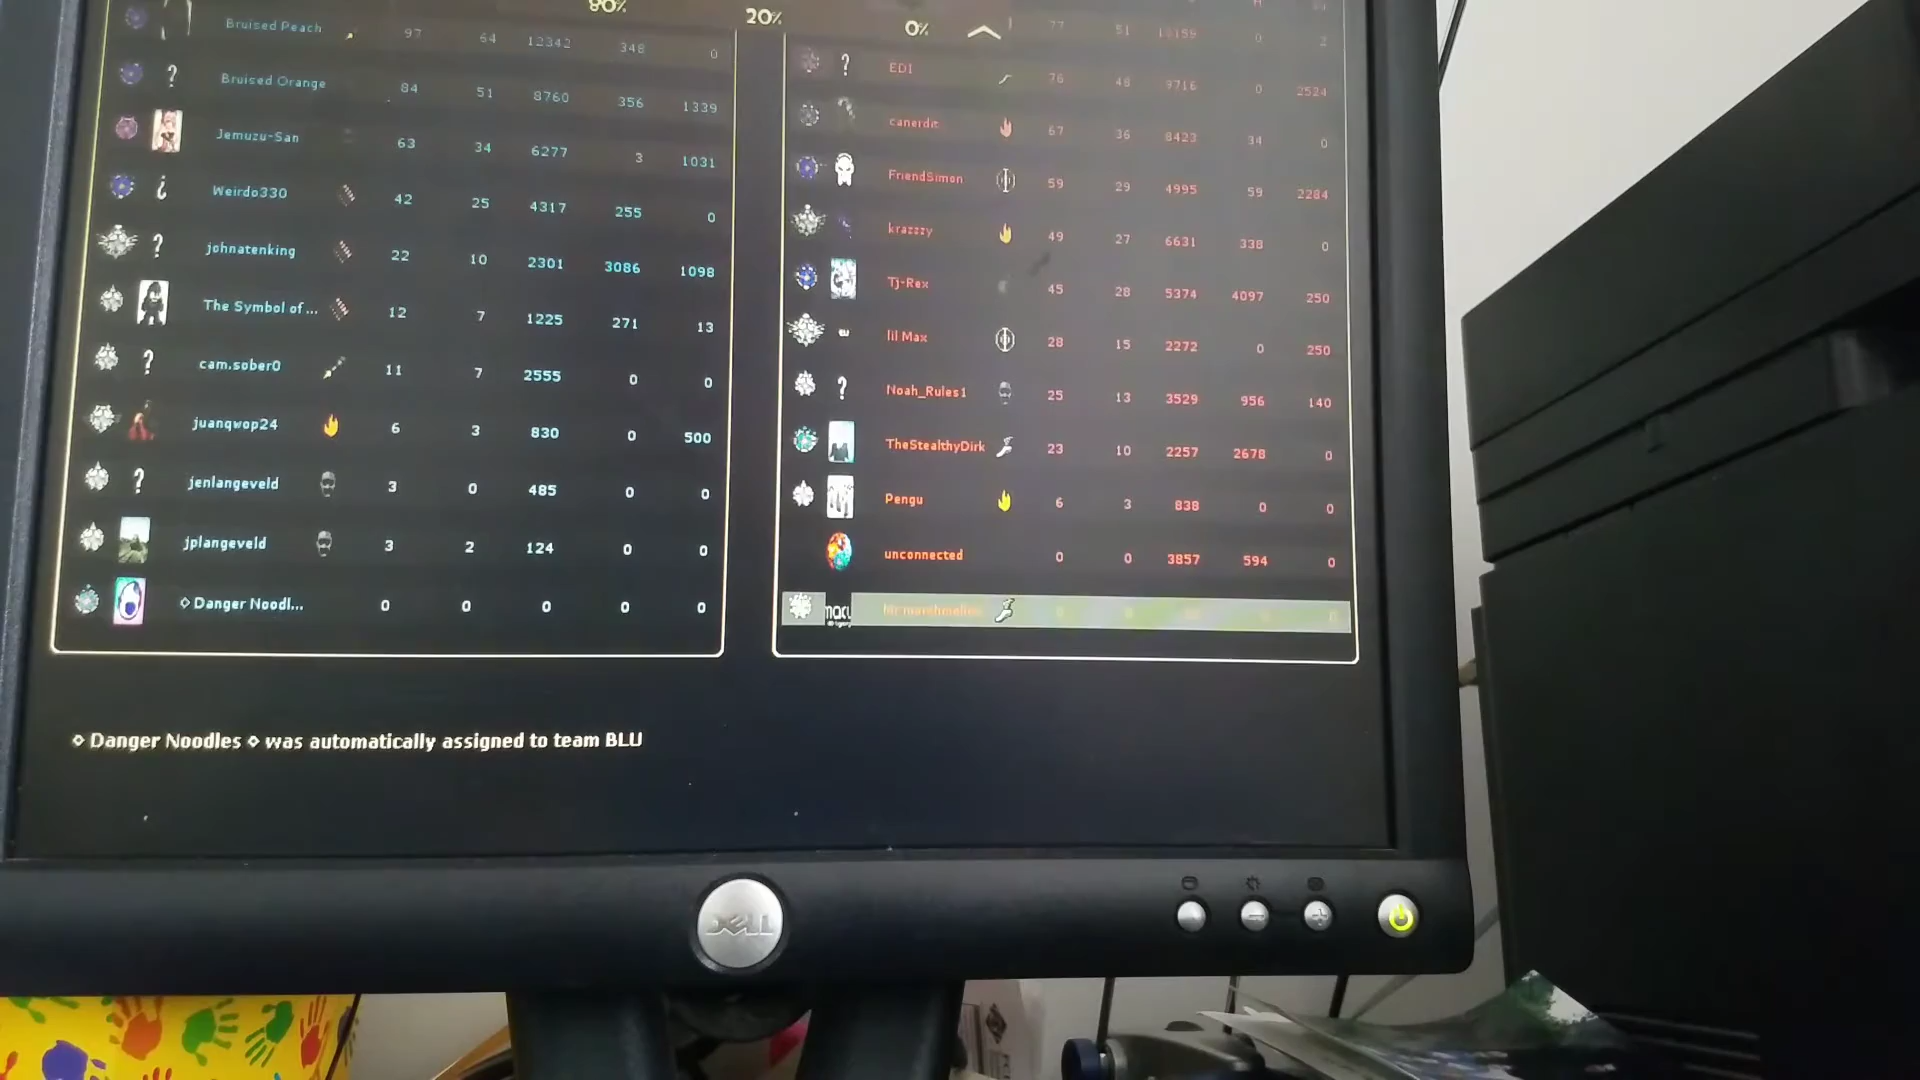 80%
20%
0%
Bruised Peach 97 64 12342 348 0
Bruised Orange 84 51 8760 356 1339
Jemuzu-San 63 34 6277 3 1031
Weirdo330 42 25 4317 255 0
johnatenking 22 10 2301 3086 1098
The Symbol of ... 12 7 1225 271 13
cam.sober0 11 7 2555 0 0
juanqwop24 6 3 830 0 500
jenlangeveld 3 0 485 0 0
jplangeveld 3 2 124 0 0
◇ Danger Noodl... 0 0 0 0 0
77 51 0 2
EDI 76 48 9716 0 2524
canerdic 67 36 8423 34 0
FriendSimon 59 29 4995 59 2284
krazzzy 49 27 6631 338 0
Tj-Rex 45 28 5374 4097 250
lil Max 28 15 2272 0 250
Noah_Rules1 25 13 3529 956 140
TheStealthyDirk 23 10 2257 2678 0
Pengu 6 3 838 0 0
unconnected 0 0 3857 594 0
◇ Danger Noodles ◇ was automatically assigned to team BLU
DELL